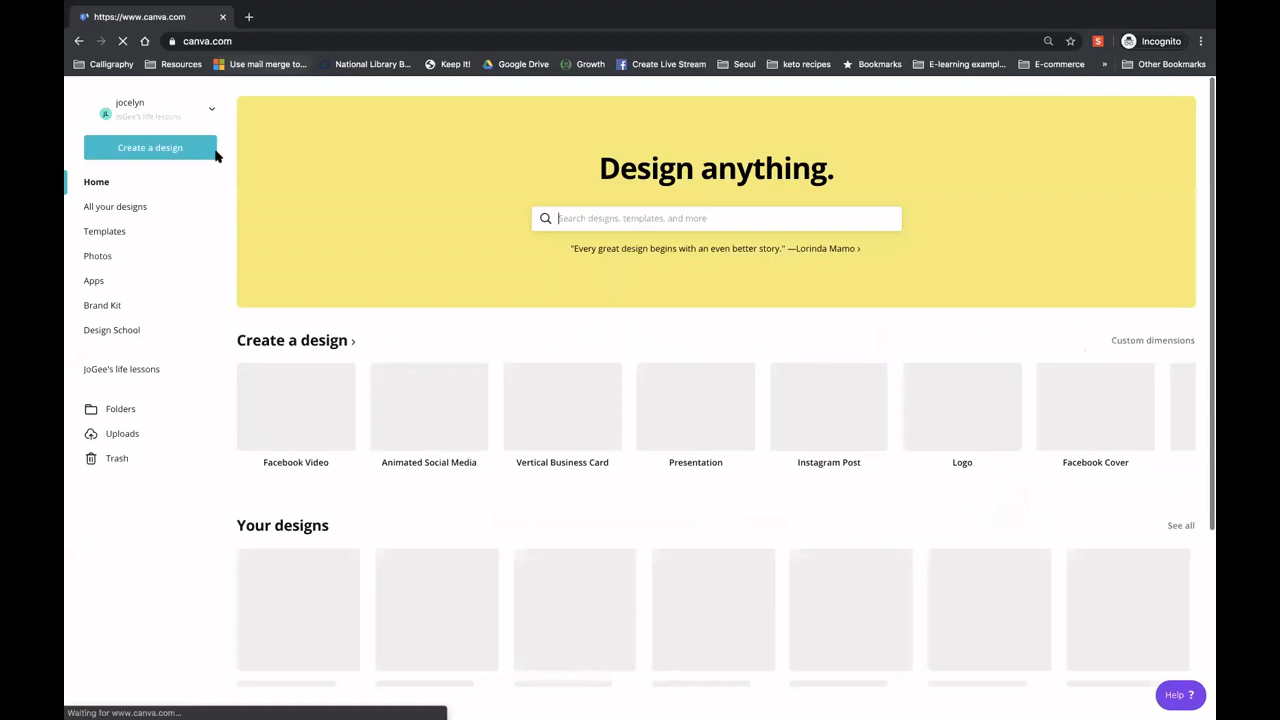 https://www.canva.com
canva.com
Incognito
Calligraphy
Resources
Use mail merge to...
National Library B...
Keep It!
Google Drive
Growth
Create Live Stream
Seoul
keto recipes
Bookmarks
E-learning exampl...
E-commerce
»
Other Bookmarks
jocelyn
JL
JoGee's life lessons
Create a design
Home
All your designs
Templates
Photos
Apps
Brand Kit
Design School
JoGee's life lessons
Folders
Uploads
Trash
Design anything.
Search designs, templates, and more
"Every great design begins with an even better story." —Lorinda Mamo ›
Create a design ›
Custom dimensions
Facebook Video
Animated Social Media
Vertical Business Card
Presentation
Instagram Post
Logo
Facebook Cover
Your designs
See all
Help ?
Waiting for www.canva.com...